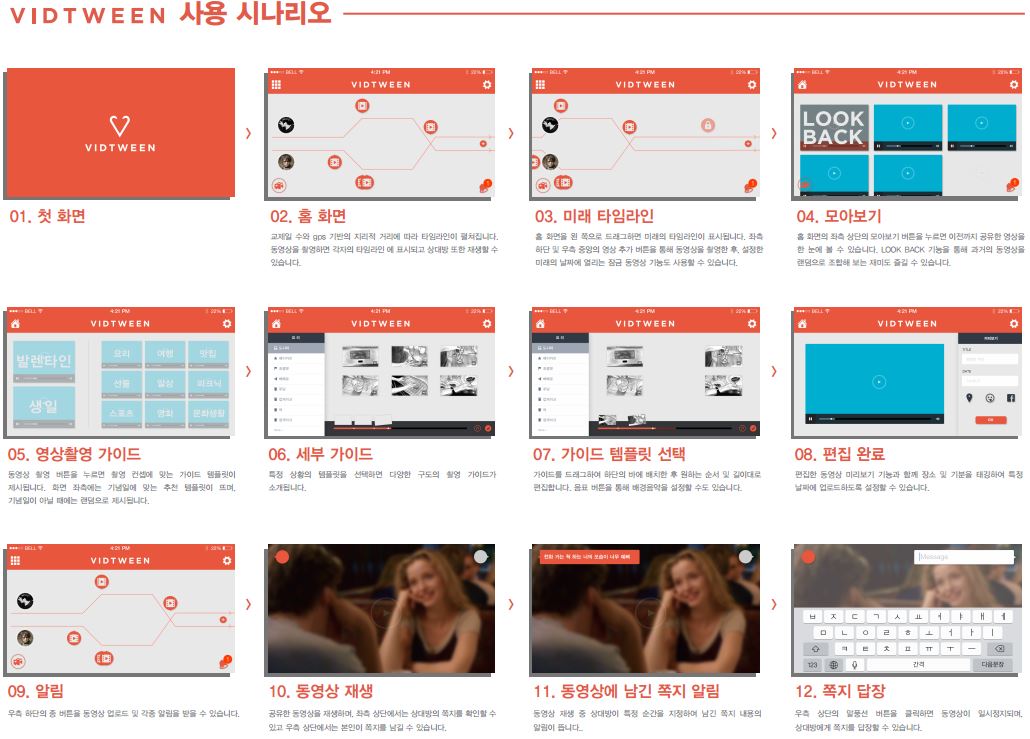 VIDTWEEN 사용 시나리오
VIDTWEEN
01. 첫 화면
BELL 4:21 PM 22%
VIDTWEEN
02. 홈 화면
교제일 수와 gps 기반의 지리적 거리에 따라 타임라인이 펼쳐집니다.
동영상을 촬영하면 각자의 타임라인 에 표시되고 상대방 또한 재생할 수
있습니다.
BELL 4:21 PM 22%
VIDTWEEN
03. 미래 타임라인
홈 화면을 왼 쪽으로 드래그하면 미래의 타임라인이 표시됩니다. 좌측
하단 및 우측 중앙의 영상 추가 버튼을 통해 동영상을 촬영한 후, 설정한
미래의 날짜에 열리는 잠금 동영상 기능도 사용할 수 있습니다.
BELL 4:21 PM 22%
VIDTWEEN
LOOK
BACK
04. 모아보기
홈 화면의 좌측 상단의 모아보기 버튼을 누르면 이전까지 공유한 영상을
한 눈에 볼 수 있습니다. LOOK BACK 기능을 통해 과거의 동영상을
랜덤으로 조합해 보는 재미도 즐길 수 있습니다.
BELL 4:21 PM 22%
VIDTWEEN
발렌타인 요리 여행 맛집
선물 일상 피크닉
생일 스포츠 영화 문화생활
05. 영상촬영 가이드
동영상 촬영 버튼을 누르면 촬영 컨셉에 맞는 가이드 템플릿이
제시됩니다. 화면 좌측에는 기념일에 맞는 추천 템플릿이 뜨며,
기념일이 아닐 때에는 랜덤으로 제시됩니다.
BELL 4:21 PM 22%
VIDTWEEN
06. 세부 가이드
특정 상황의 템플릿을 선택하면 다양한 구도의 촬영 가이드가
소개됩니다.
BELL 4:21 PM 22%
VIDTWEEN
07. 가이드 템플릿 선택
가이드를 드래그하여 하단의 바에 배치한 후 원하는 순서 및 길이대로
편집합니다. 음표 버튼을 통해 배경음악을 설정할 수도 있습니다.
BELL 4:21 PM 22%
VIDTWEEN
미리보기
TITLE
DATE
OK
08. 편집 완료
편집한 동영상 미리보기 기능과 함께 장소 및 기분을 태깅하여 특정
날짜에 업로드하도록 설정할 수 있습니다.
BELL 4:21 PM 22%
VIDTWEEN
09. 알림
우측 하단의 종 버튼을 동영상 업로드 및 각종 알림을 받을 수 있습니다.
10. 동영상 재생
공유한 동영상을 재생하며, 좌측 상단에서는 상대방의 쪽지를 확인할 수
있고 우측 상단에서는 본인이 쪽지를 남길 수 있습니다.
11. 동영상에 남긴 쪽지 알림
동영상 재생 중 상대방이 특정 순간을 지정하여 남긴 쪽지 내용의
알림이 뜹니다..
Message
ㅂ ㅈ ㄷ ㄱ ㅅ ㅛ ㅕ ㅑ ㅐ ㅔ
ㅁ ㄴ ㅇ ㄹ ㅎ ㅗ ㅓ ㅏ ㅣ
ㅋ ㅌ ㅊ ㅍ ㅠ ㅜ ㅡ
123 간격 다음문장
12. 쪽지 답장
우측 상단의 말풍선 버튼을 클릭하면 동영상이 일시정지되며,
상대방에게 쪽지를 답장할 수 있습니다.